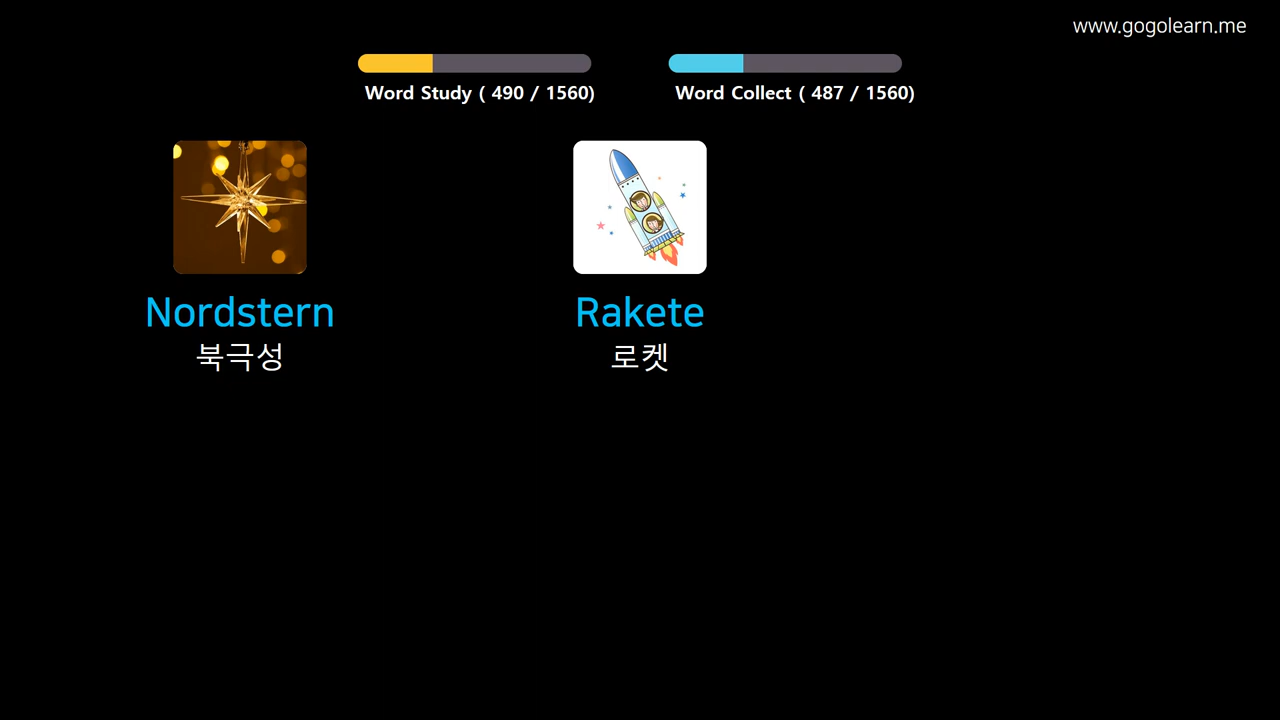 www.gogolearn.me
Word Study ( 490 / 1560)
Word Collect ( 487 / 1560)
Nordstern
북극성
Rakete
로켓